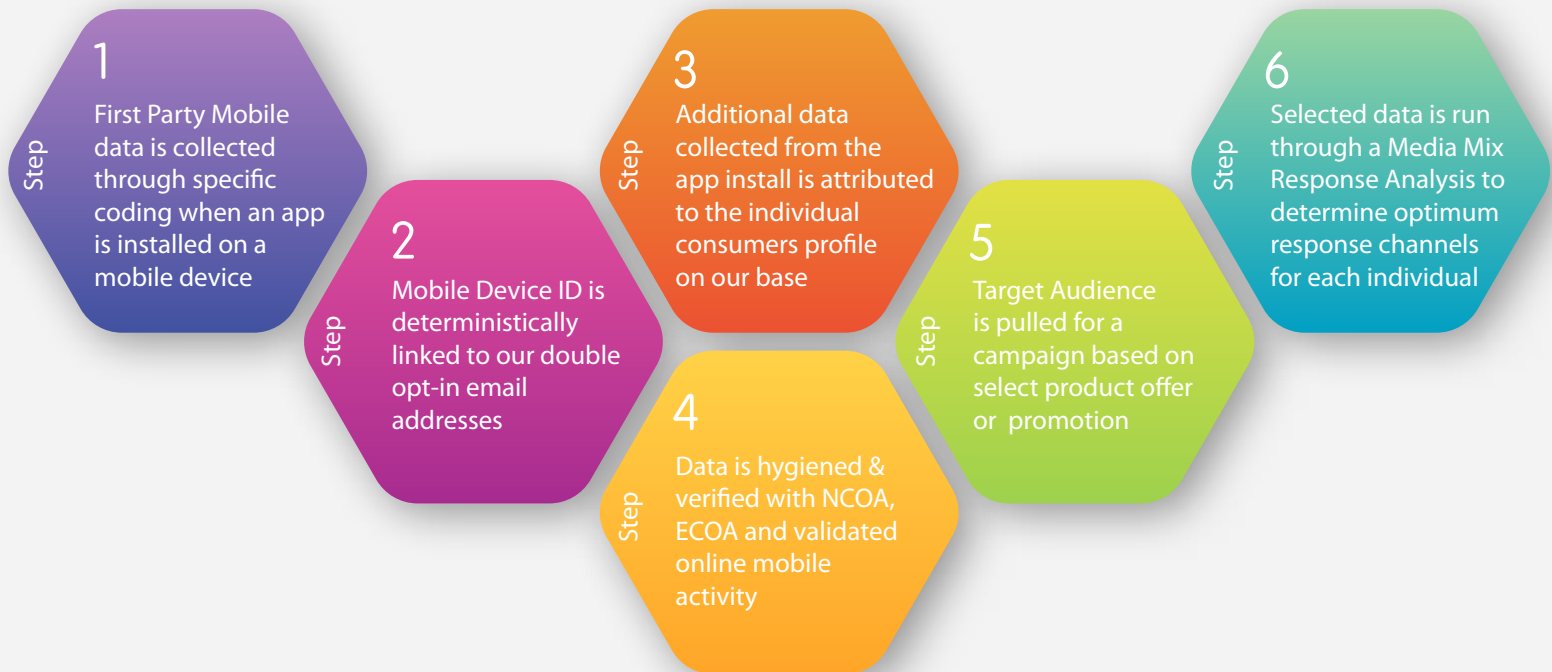 Step
1
First Party Mobile
data is collected
through specific
coding when an app
is installed on a
mobile device
Step
2
Mobile Device ID is
deterministically
linked to our double
opt-in email
addresses
Step
3
Additional data
collected from the
app install is attributed
to the individual
consumers profile
on our base
Step
4
Data is hygiened &
verified with NCOA,
ECOA and validated
online mobile
activity
Step
5
Target Audience
is pulled for a
campaign based on
select product offer
or promotion
Step
6
Selected data is run
through a Media Mix
Response Analysis to
determine optimum
response channels
for each individual